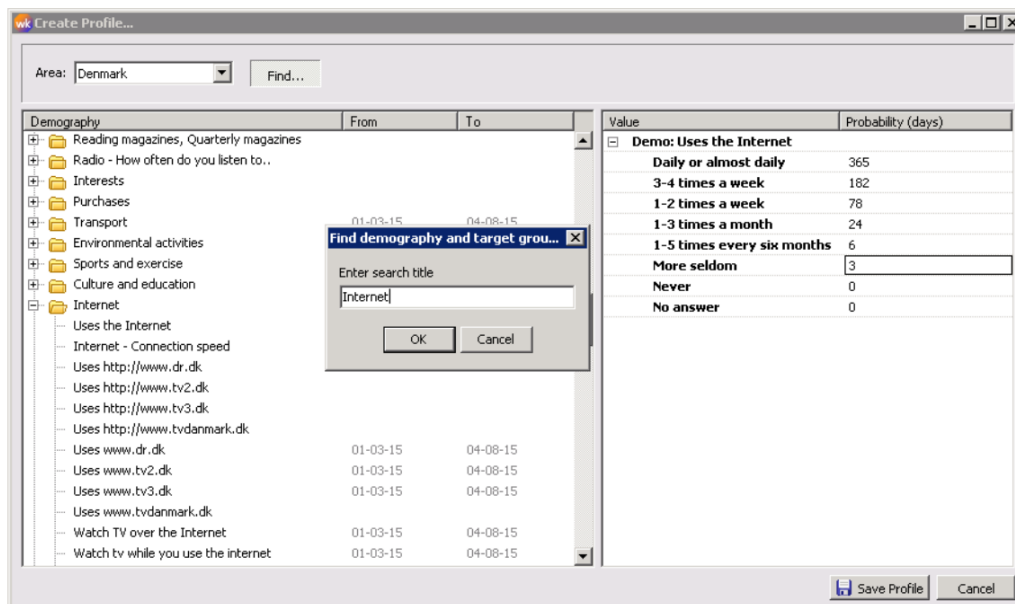 wk Create Profile...
Area: Denmark Find...
Demography From To
Reading magazines, Quarterly magazines
Radio - How often do you listen to..
Interests
Purchases
Transport 01-03-15 04-08-15
Environmental activities
Sports and exercise
Culture and education
Internet
Uses the Internet
Internet - Connection speed
Uses http://www.dr.dk
Uses http://www.tv2.dk
Uses http://www.tv3.dk
Uses http://www.tvdanmark.dk
Uses www.dr.dk 01-03-15 04-08-15
Uses www.tv2.dk 01-03-15 04-08-15
Uses www.tv3.dk 01-03-15 04-08-15
Uses www.tvdanmark.dk
Watch TV over the Internet 01-03-15 04-08-15
Watch tv while you use the internet 01-03-15 04-08-15
Find demography and target grou...
Enter search title
Internet
OK Cancel
Value Probability (days)
Demo: Uses the Internet
Daily or almost daily 365
3-4 times a week 182
1-2 times a week 78
1-3 times a month 24
1-5 times every six months 6
More seldom 3
Never 0
No answer 0
Save Profile Cancel